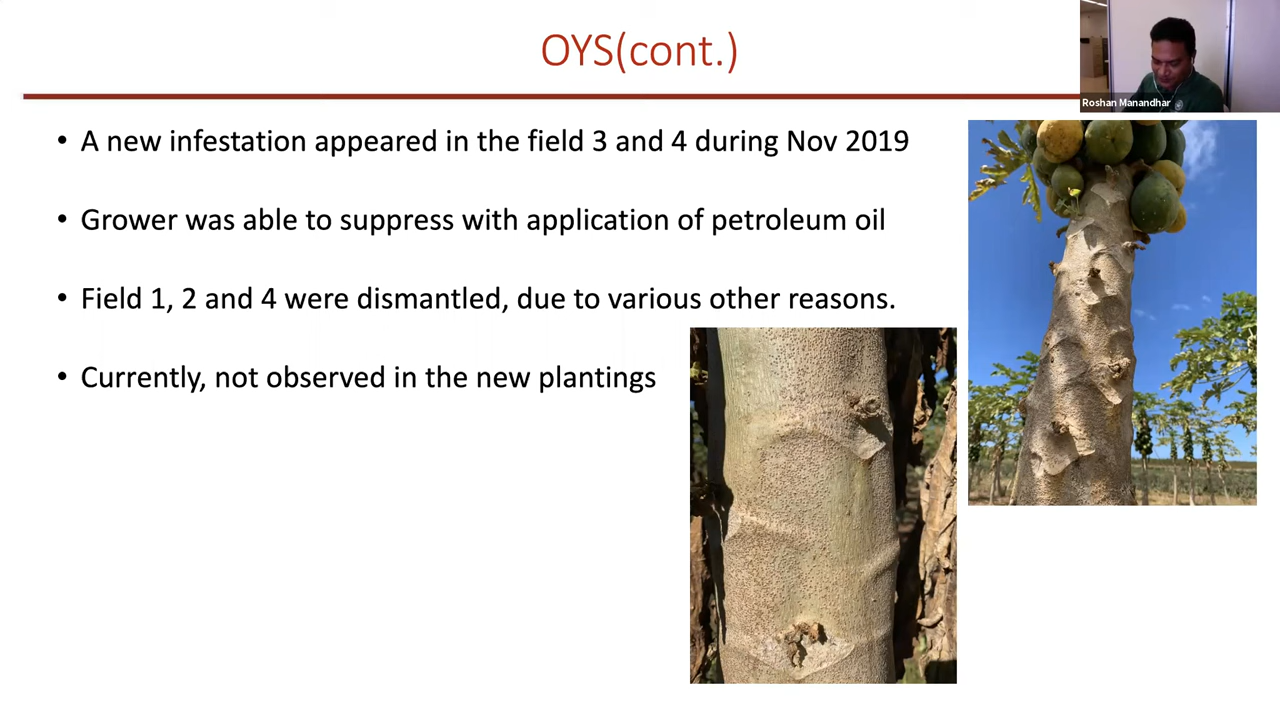 OYS(cont.)
Roshan Manandhar
• A new infestation appeared in the field 3 and 4 during Nov 2019
• Grower was able to suppress with application of petroleum oil
• Field 1, 2 and 4 were dismantled, due to various other reasons.
• Currently, not observed in the new plantings